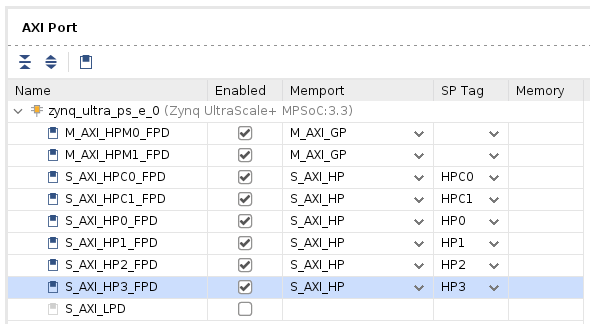 AXI Port
Name Enabled Memport SP Tag Memory
zynq_ultra_ps_e_0 (Zynq UltraScale+ MPSoC:3.3)
M_AXI_HPM0_FPD M_AXI_GP
M_AXI_HPM1_FPD M_AXI_GP
S_AXI_HPC0_FPD S_AXI_HP HPC0
S_AXI_HPC1_FPD S_AXI_HP HPC1
S_AXI_HP0_FPD S_AXI_HP HP0
S_AXI_HP1_FPD S_AXI_HP HP1
S_AXI_HP2_FPD S_AXI_HP HP2
S_AXI_HP3_FPD S_AXI_HP HP3
S_AXI_LPD